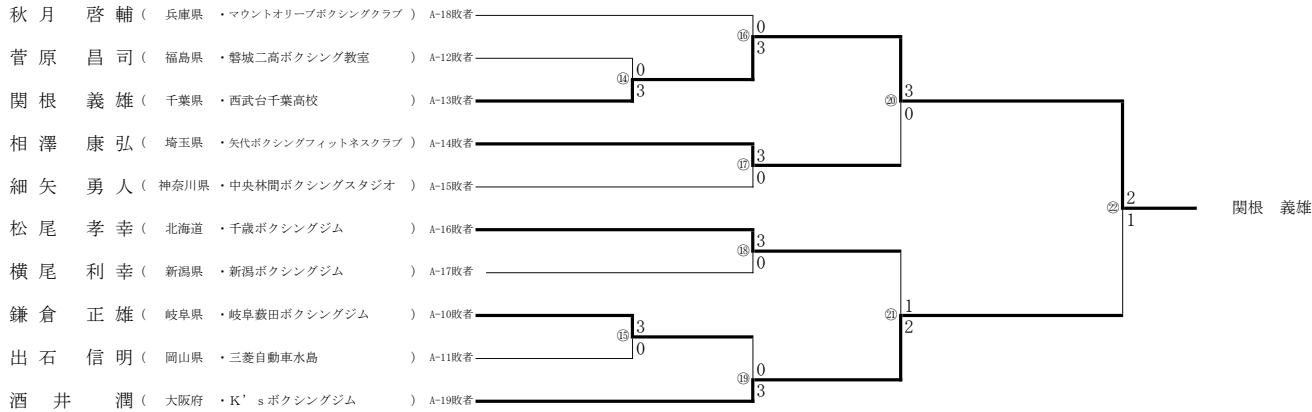 秋月 啓輔（ 兵庫県 ・マウントオリーブボクシングクラブ ） A-18敗者
菅原 昌司（ 福島県 ・磐城二高ボクシング教室 ） A-12敗者
関根 義雄（ 千葉県 ・西武台千葉高校 ） A-13敗者
相澤 康弘（ 埼玉県 ・矢代ボクシングフィットネスクラブ ） A-14敗者
細矢 勇人（ 神奈川県 ・中央林間ボクシングスタジオ ） A-15敗者
松尾 孝幸（ 北海道 ・千歳ボクシングジム ） A-16敗者
横尾 利幸（ 新潟県 ・新潟ボクシングジム ） A-17敗者
鎌倉 正雄（ 岐阜県 ・岐阜薮田ボクシングジム ） A-10敗者
出石 信明（ 岡山県 ・三菱自動車水島 ） A-11敗者
酒井 潤（ 大阪府 ・K’sボクシングジム ） A-19敗者
⑭ 0 3
⑮ 3 0
⑯ 0 3
⑰ 3 0
⑱ 3 0
⑲ 0 3
⑳ 3 0
㉑ 1 2
㉒ 2 1
関根 義雄